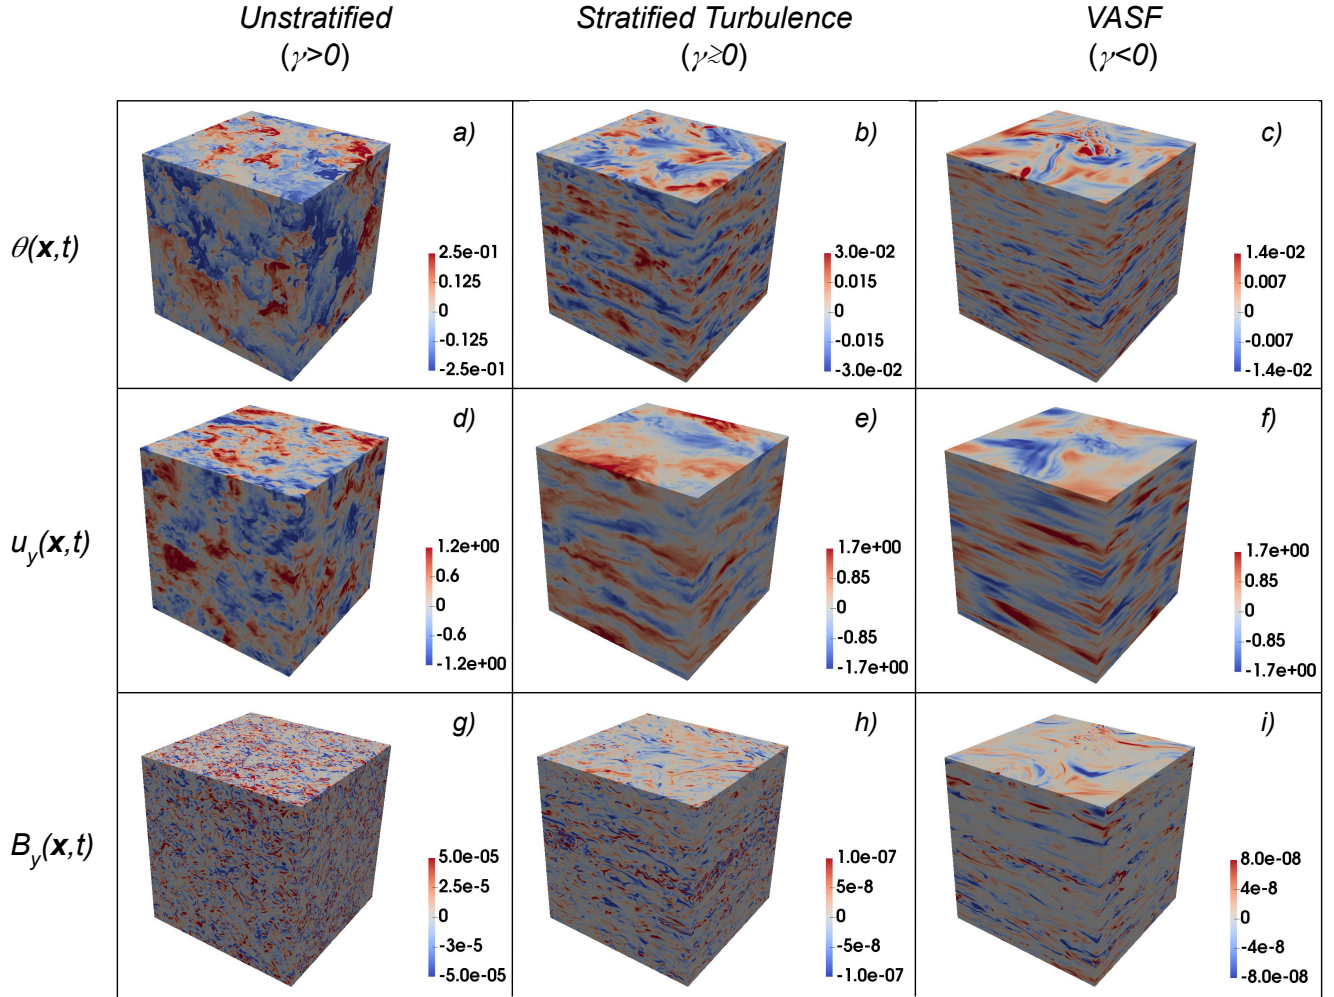 Unstratified
(γ>0)
Stratified Turbulence
(γ≷0)
VASF
(γ<0)
θ(x,t)
a)
2.5e-01
0.125
0
-0.125
-2.5e-01
b)
3.0e-02
0.015
0
-0.015
-3.0e-02
c)
1.4e-02
0.007
0
-0.007
-1.4e-02
u_y(x,t)
d)
1.2e+00
0.6
0
-0.6
-1.2e+00
e)
1.7e+00
0.85
0
-0.85
-1.7e+00
f)
1.7e+00
0.85
0
-0.85
-1.7e+00
B_y(x,t)
g)
5.0e-05
2.5e-5
0
-3e-5
-5.0e-05
h)
1.0e-07
5e-8
0
-5e-8
-1.0e-07
i)
8.0e-08
4e-8
0
-4e-8
-8.0e-08